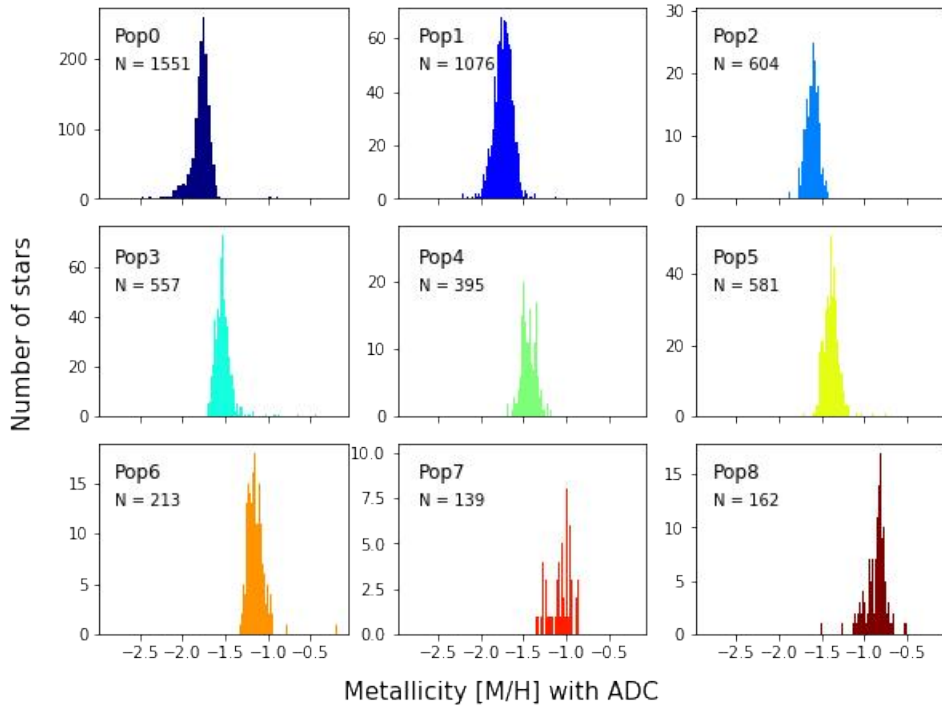 Pop0
N = 1551
200
100
0
Pop1
N = 1076
60
40
20
0
Pop2
N = 604
30
20
10
0
Number of stars
Pop3
N = 557
60
40
20
0
Pop4
N = 395
20
10
0
Pop5
N = 581
40
20
0
Pop6
N = 213
15
10
5
0
−2.5 −2.0 −1.5 −1.0 −0.5
Pop7
N = 139
10.0
7.5
5.0
2.5
0.0
−2.5 −2.0 −1.5 −1.0 −0.5
Pop8
N = 162
15
10
5
0
−2.5 −2.0 −1.5 −1.0 −0.5
Metallicity [M/H] with ADC